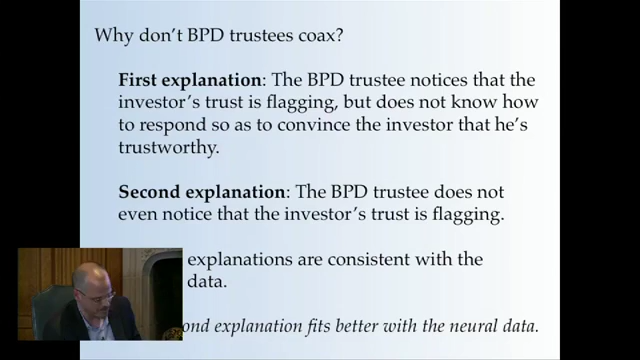 Why don't BPD trustees coax?
First explanation: The BPD trustee notices that the
investor's trust is flagging, but does not know how
to respond so as to convince the investor that he's
trustworthy.
Second explanation: The BPD trustee does not
even notice that the investor's trust is flagging.
explanations are consistent with the
data.
ond explanation fits better with the neural data.